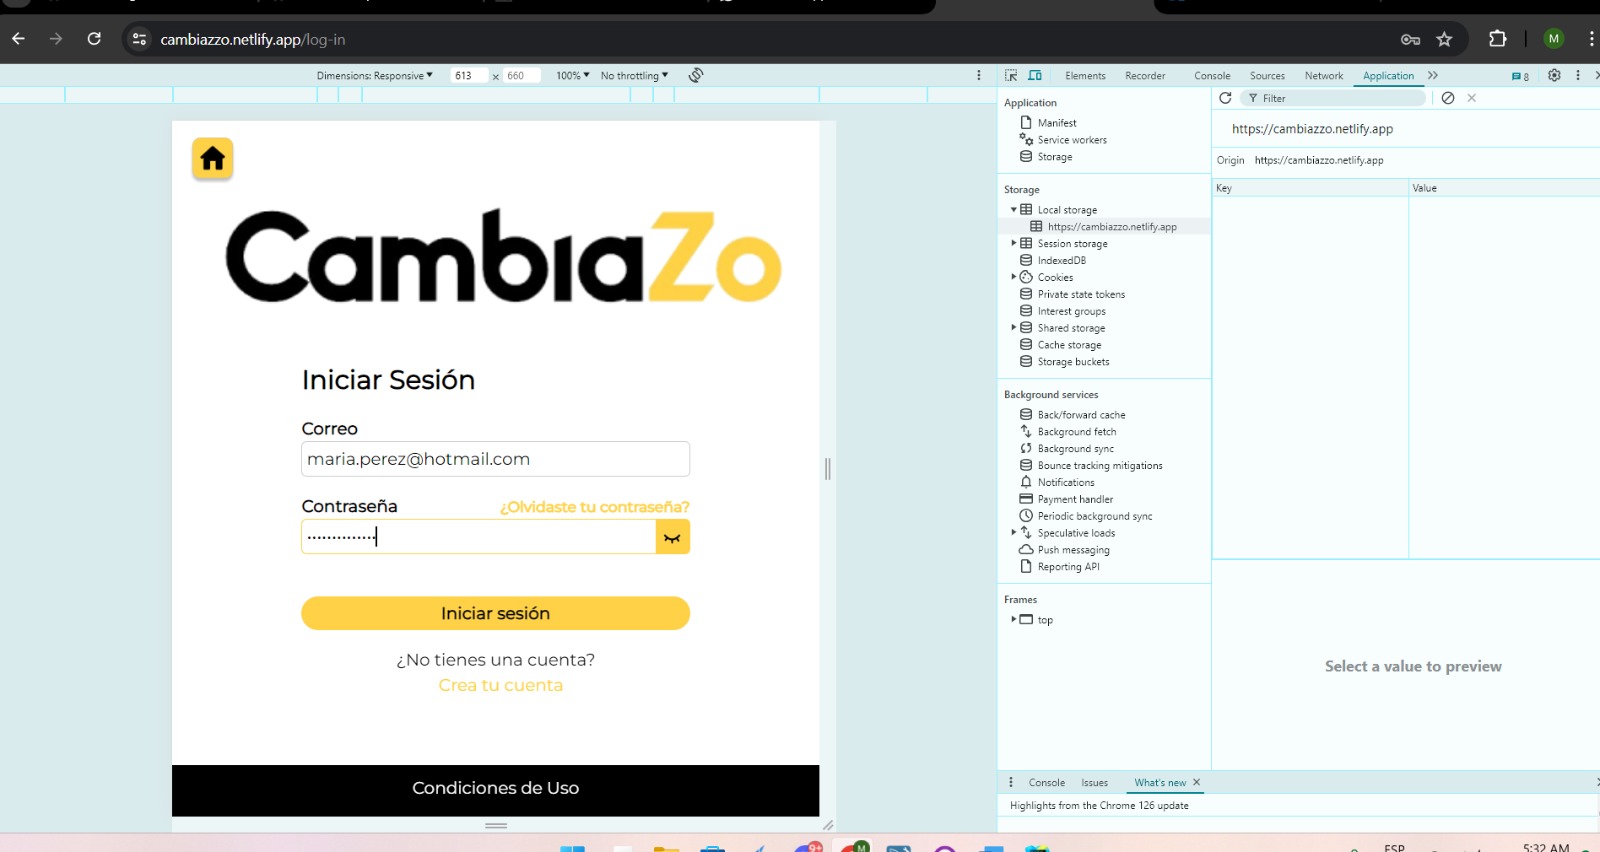 cambiazzo.netlify.app/log-in
M
Dimensions: Responsive 613 x 660 100% No throttling
Elements Recorder Console Sources Network Application 8
CambiaZo
Iniciar Sesión
Correo
maria.perez@hotmail.com
Contraseña ¿Olvidaste tu contraseña?
Iniciar sesión
¿No tienes una cuenta?
Crea tu cuenta
Condiciones de Uso
Application
Manifest
Service workers
Storage
Storage
Local storage
https://cambiazzo.netlify.app
Session storage
IndexedDB
Cookies
Private state tokens
Interest groups
Shared storage
Cache storage
Storage buckets
Background services
Back/forward cache
Background fetch
Background sync
Bounce tracking mitigations
Notifications
Payment handler
Periodic background sync
Speculative loads
Push messaging
Reporting API
Frames
top
Filter
https://cambiazzo.netlify.app
Origin https://cambiazzo.netlify.app
Key Value
Select a value to preview
Console Issues What's new
Highlights from the Chrome 126 update
9+ M ESP 5:32 AM